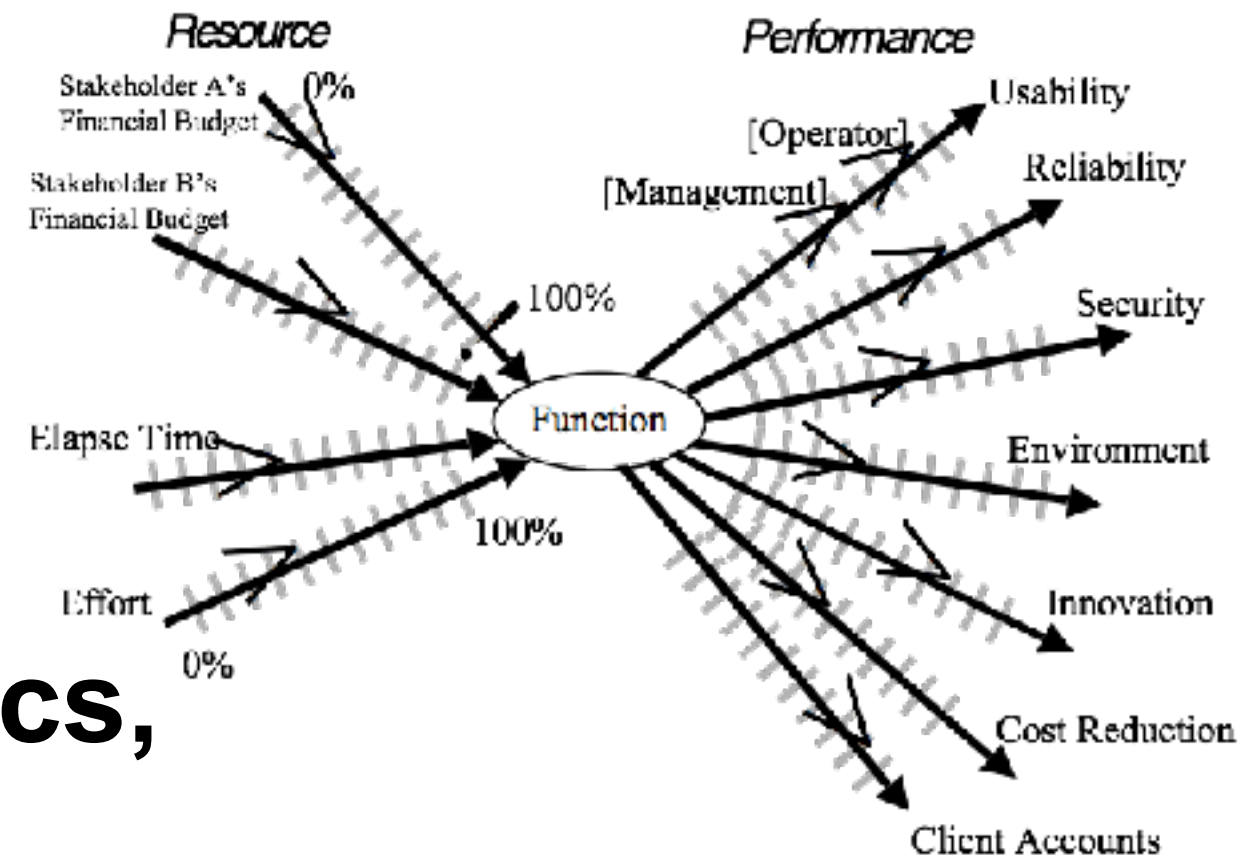 Resource
Performance
Stakeholder A's
Financial Budget
0%
Stakeholder B's
Financial Budget
100%
Elapse Time
Effort
0%
100%
Function
[Operator]
[Management]
Usability
Reliability
Security
Environment
Innovation
Cost Reduction
Client Accounts
cs,